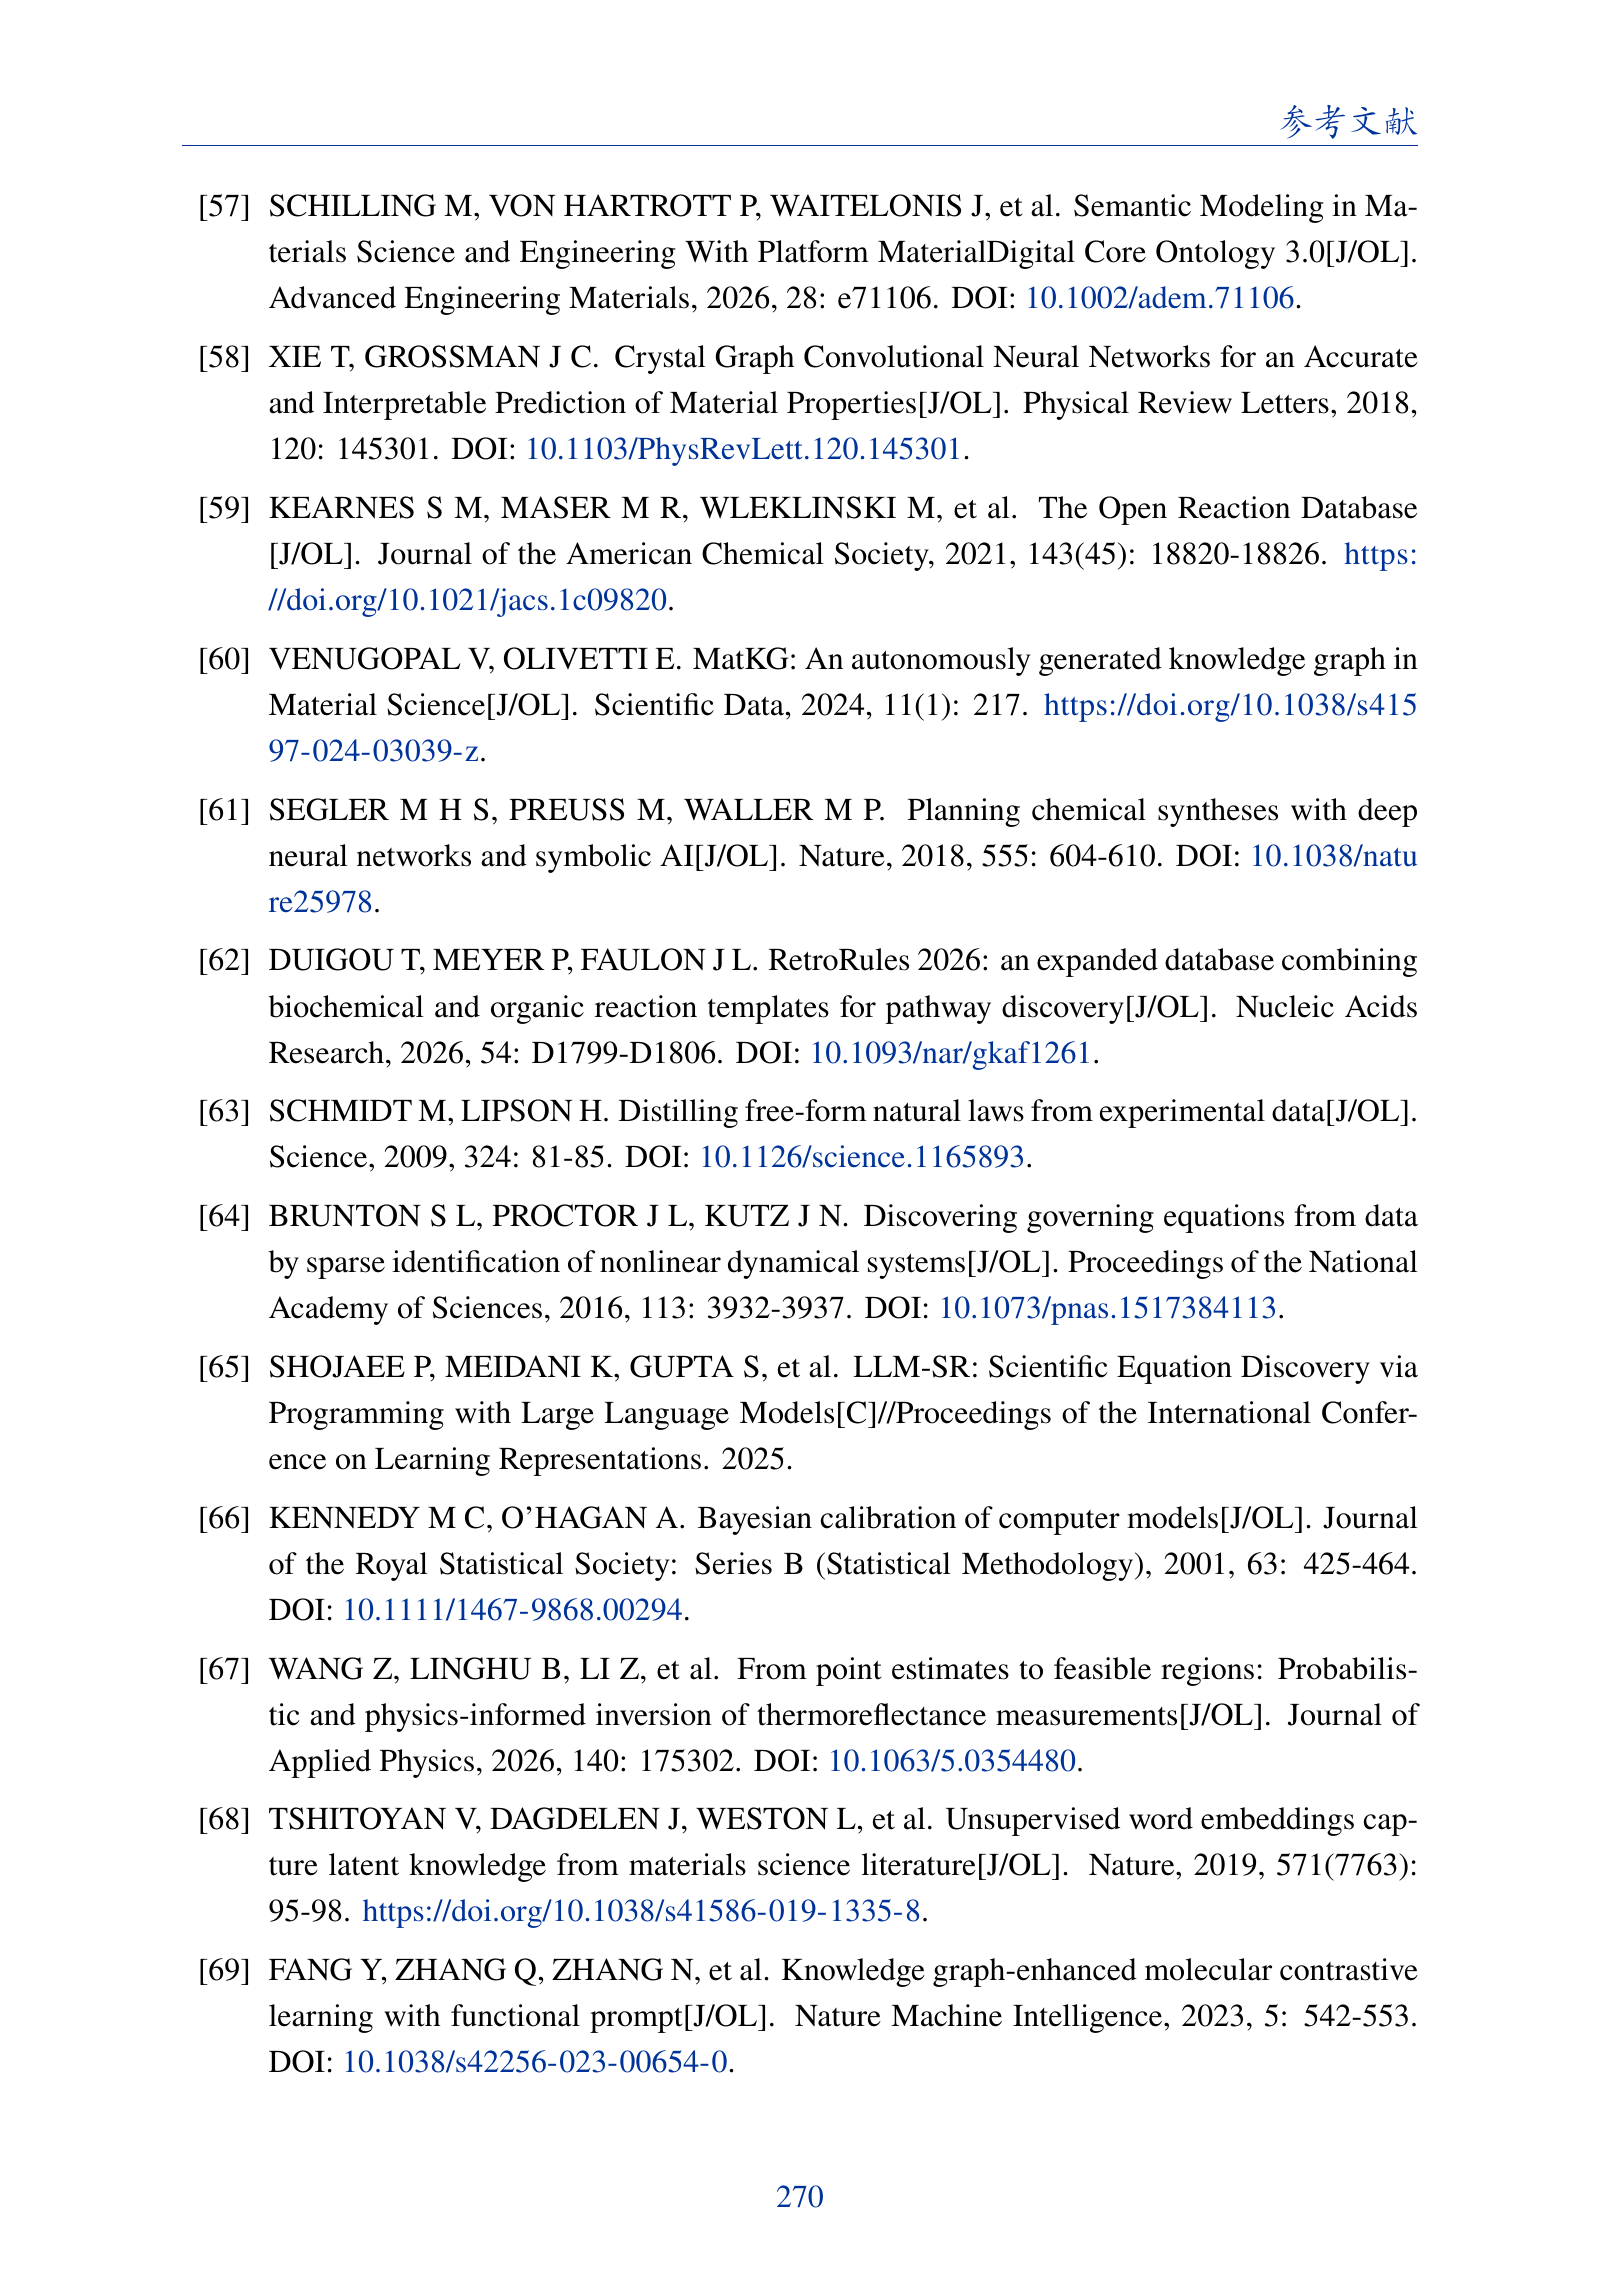 参考文献
[57] SCHILLING M, VON HARTROTT P, WAITELONIS J, et al. Semantic Modeling in Ma-
terials Science and Engineering With Platform MaterialDigital Core Ontology 3.0[J/OL].
Advanced Engineering Materials, 2026, 28: e71106. DOI: 10.1002/adem.71106.
[58] XIE T, GROSSMAN J C. Crystal Graph Convolutional Neural Networks for an Accurate
and Interpretable Prediction of Material Properties[J/OL]. Physical Review Letters, 2018,
120: 145301. DOI: 10.1103/PhysRevLett.120.145301.
[59] KEARNES S M, MASER M R, WLEKLINSKI M, et al. The Open Reaction Database
[J/OL]. Journal of the American Chemical Society, 2021, 143(45): 18820-18826. https:
//doi.org/10.1021/jacs.1c09820.
[60] VENUGOPAL V, OLIVETTI E. MatKG: An autonomously generated knowledge graph in
Material Science[J/OL]. Scientific Data, 2024, 11(1): 217. https://doi.org/10.1038/s415
97-024-03039-z.
[61] SEGLER M H S, PREUSS M, WALLER M P. Planning chemical syntheses with deep
neural networks and symbolic AI[J/OL]. Nature, 2018, 555: 604-610. DOI: 10.1038/natu
re25978.
[62] DUIGOU T, MEYER P, FAULON J L. RetroRules 2026: an expanded database combining
biochemical and organic reaction templates for pathway discovery[J/OL]. Nucleic Acids
Research, 2026, 54: D1799-D1806. DOI: 10.1093/nar/gkaf1261.
[63] SCHMIDT M, LIPSON H. Distilling free-form natural laws from experimental data[J/OL].
Science, 2009, 324: 81-85. DOI: 10.1126/science.1165893.
[64] BRUNTON S L, PROCTOR J L, KUTZ J N. Discovering governing equations from data
by sparse identification of nonlinear dynamical systems[J/OL]. Proceedings of the National
Academy of Sciences, 2016, 113: 3932-3937. DOI: 10.1073/pnas.1517384113.
[65] SHOJAEE P, MEIDANI K, GUPTA S, et al. LLM-SR: Scientific Equation Discovery via
Programming with Large Language Models[C]//Proceedings of the International Confer-
ence on Learning Representations. 2025.
[66] KENNEDY M C, O’HAGAN A. Bayesian calibration of computer models[J/OL]. Journal
of the Royal Statistical Society: Series B (Statistical Methodology), 2001, 63: 425-464.
DOI: 10.1111/1467-9868.00294.
[67] WANG Z, LINGHU B, LI Z, et al. From point estimates to feasible regions: Probabilis-
tic and physics-informed inversion of thermoreflectance measurements[J/OL]. Journal of
Applied Physics, 2026, 140: 175302. DOI: 10.1063/5.0354480.
[68] TSHITOYAN V, DAGDELEN J, WESTON L, et al. Unsupervised word embeddings cap-
ture latent knowledge from materials science literature[J/OL]. Nature, 2019, 571(7763):
95-98. https://doi.org/10.1038/s41586-019-1335-8.
[69] FANG Y, ZHANG Q, ZHANG N, et al. Knowledge graph-enhanced molecular contrastive
learning with functional prompt[J/OL]. Nature Machine Intelligence, 2023, 5: 542-553.
DOI: 10.1038/s42256-023-00654-0.
270